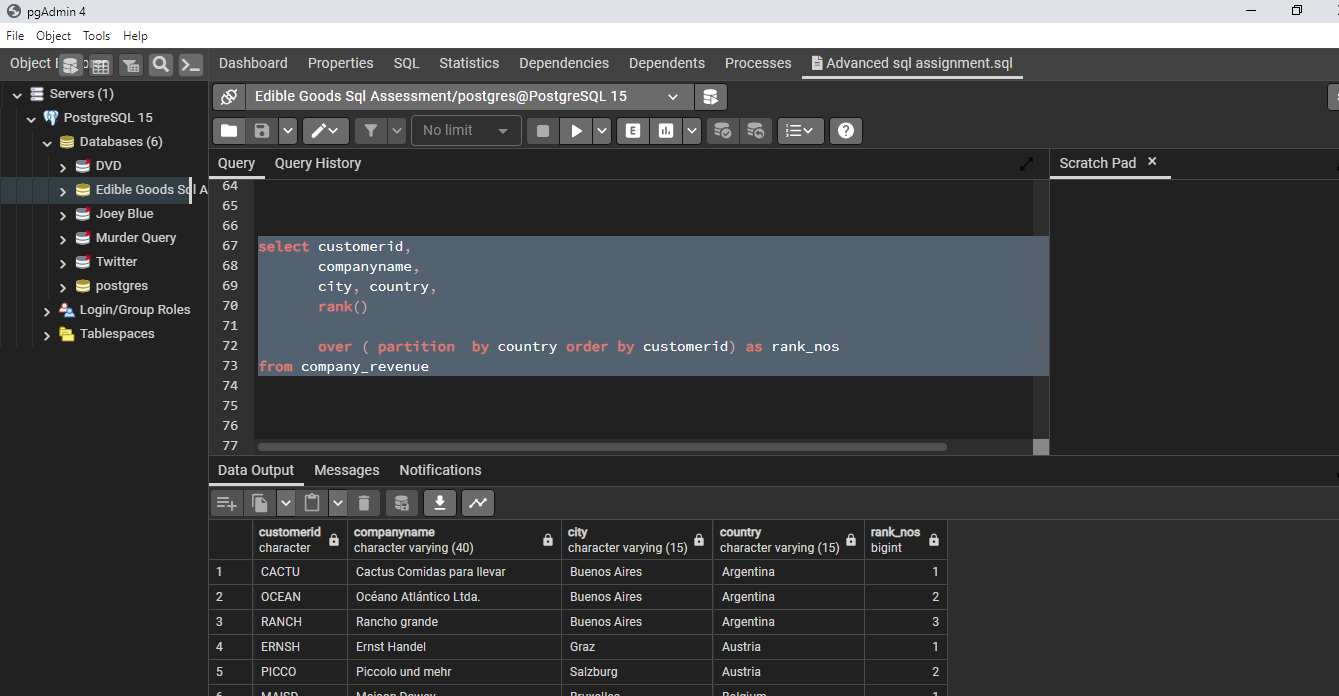 pgAdmin 4
File Object Tools Help
Object
Dashboard Properties SQL Statistics Dependencies Dependents Processes Advanced sql assignment.sql
Servers (1)
PostgreSQL 15
Databases (6)
DVD
Edible Goods Sql A
Joey Blue
Murder Query
Twitter
postgres
Login/Group Roles
Tablespaces
Edible Goods Sql Assessment/postgres@PostgreSQL 15
No limit
E
Query Query History
Scratch Pad
64
65
66
67 select customerid,
68 companyname,
69 city, country,
70 rank()
71
72 over ( partition  by country order by customerid) as rank_nos
73 from company_revenue
74
75
76
77
Data Output Messages Notifications
customerid companyname city country rank_nos
character character varying (40) character varying (15) character varying (15) bigint
1 CACTU Cactus Comidas para llevar Buenos Aires Argentina 1
2 OCEAN Océano Atlántico Ltda. Buenos Aires Argentina 2
3 RANCH Rancho grande Buenos Aires Argentina 3
4 ERNSH Ernst Handel Graz Austria 1
5 PICCO Piccolo und mehr Salzburg Austria 2